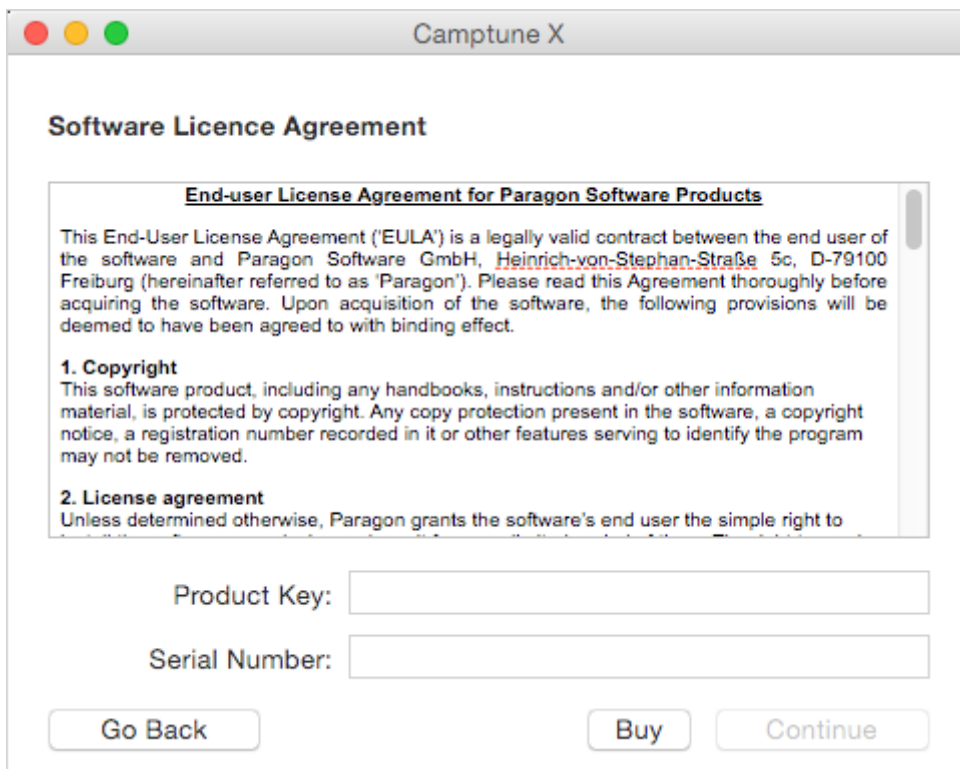 Camptune X
Software Licence Agreement
End-user License Agreement for Paragon Software Products
This End-User License Agreement ('EULA') is a legally valid contract between the end user of
the software and Paragon Software GmbH, Heinrich-von-Stephan-Straße 5c, D-79100
Freiburg (hereinafter referred to as 'Paragon'). Please read this Agreement thoroughly before
acquiring the software. Upon acquisition of the software, the following provisions will be
deemed to have been agreed to with binding effect.
1. Copyright
This software product, including any handbooks, instructions and/or other information
material, is protected by copyright. Any copy protection present in the software, a copyright
notice, a registration number recorded in it or other features serving to identify the program
may not be removed.
2. License agreement
Unless determined otherwise, Paragon grants the software's end user the simple right to
Product Key:
Serial Number:
Go Back
Buy
Continue